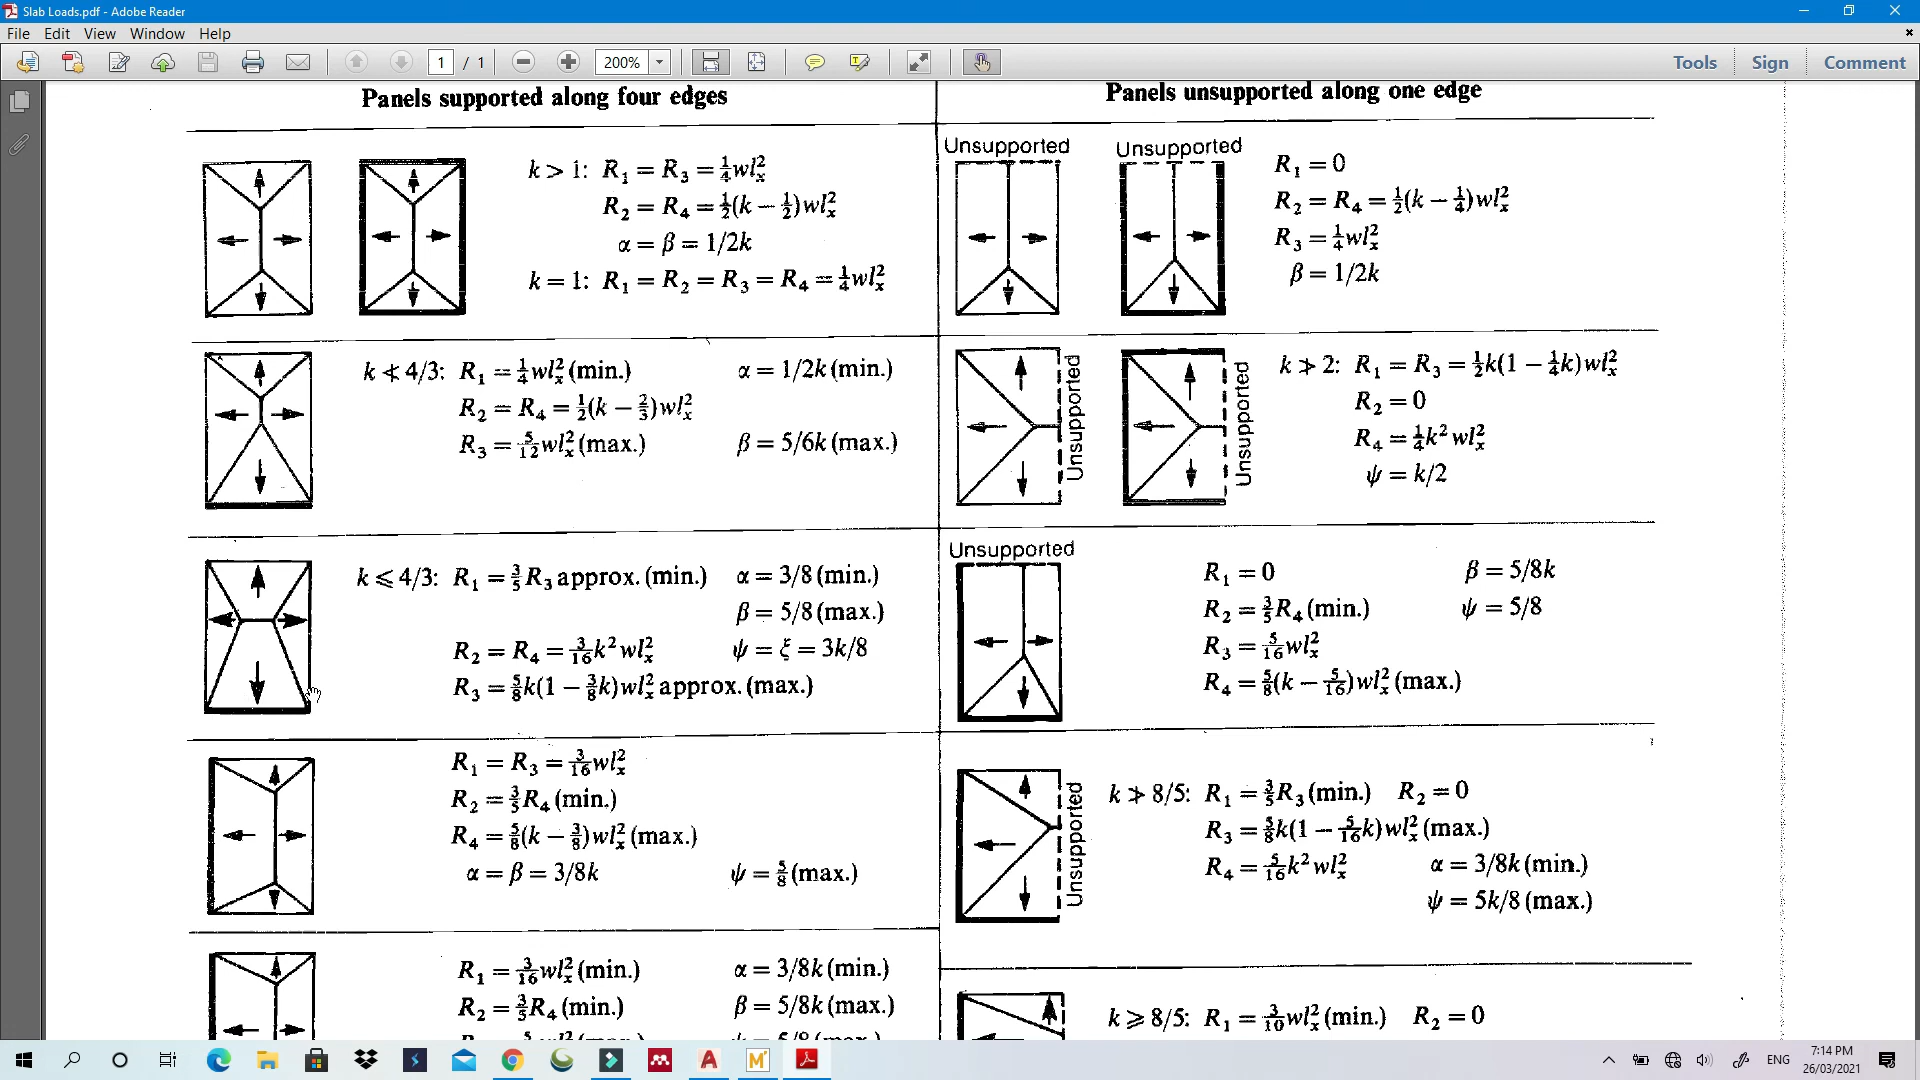 Slab Loads.pdf - Adobe Reader
File Edit View Window Help
1 / 1 200% Tools Sign Comment
Panels supported along four edges
k > 1: R₁ = R₃ = ¼wlₓ²
R₂ = R₄ = ½(k − ½)wlₓ²
α = β = 1/2k
k = 1: R₁ = R₂ = R₃ = R₄ = ¼wlₓ²
k ≮ 4/3: R₁ = ¼wlₓ² (min.) α = 1/2k (min.)
R₂ = R₄ = ½(k − ⅔)wlₓ²
R₃ = 5/12 wlₓ² (max.) β = 5/6k (max.)
k ⩽ 4/3: R₁ = ⅗R₃ approx. (min.) α = 3/8 (min.)
β = 5/8 (max.)
R₂ = R₄ = 3/16 k² wlₓ² ψ = ξ = 3k/8
R₃ = ⅝k(1 − ⅜k)wlₓ² approx. (max.)
R₁ = R₃ = 3/16 wlₓ²
R₂ = ⅗R₄ (min.)
R₄ = ⅝(k − ⅜)wlₓ² (max.)
α = β = 3/8k ψ = ⅝ (max.)
R₁ = 3/16 wlₓ² (min.) α = 3/8k (min.)
R₂ = ⅗R₄ (min.) β = 5/8k (max.)
Panels unsupported along one edge
Unsupported Unsupported
R₁ = 0
R₂ = R₄ = ½(k − ¼)wlₓ²
R₃ = ¼wlₓ²
β = 1/2k
Unsupported Unsupported
k ≯ 2: R₁ = R₃ = ½k(1 − ¼k)wlₓ²
R₂ = 0
R₄ = ¼k² wlₓ²
ψ = k/2
Unsupported
R₁ = 0 β = 5/8k
R₂ = ⅗R₄ (min.) ψ = 5/8
R₃ = 5/16 wlₓ²
R₄ = ⅝(k − 5/16)wlₓ² (max.)
Unsupported
k ≯ 8/5: R₁ = ⅗R₃ (min.) R₂ = 0
R₃ = ⅝k(1 − 5/16 k)wlₓ² (max.)
R₄ = 5/16 k² wlₓ² α = 3/8k (min.)
ψ = 5k/8 (max.)
k ⩾ 8/5: R₁ = 3/10 wlₓ² (min.) R₂ = 0
ENG
7:14 PM
26/03/2021